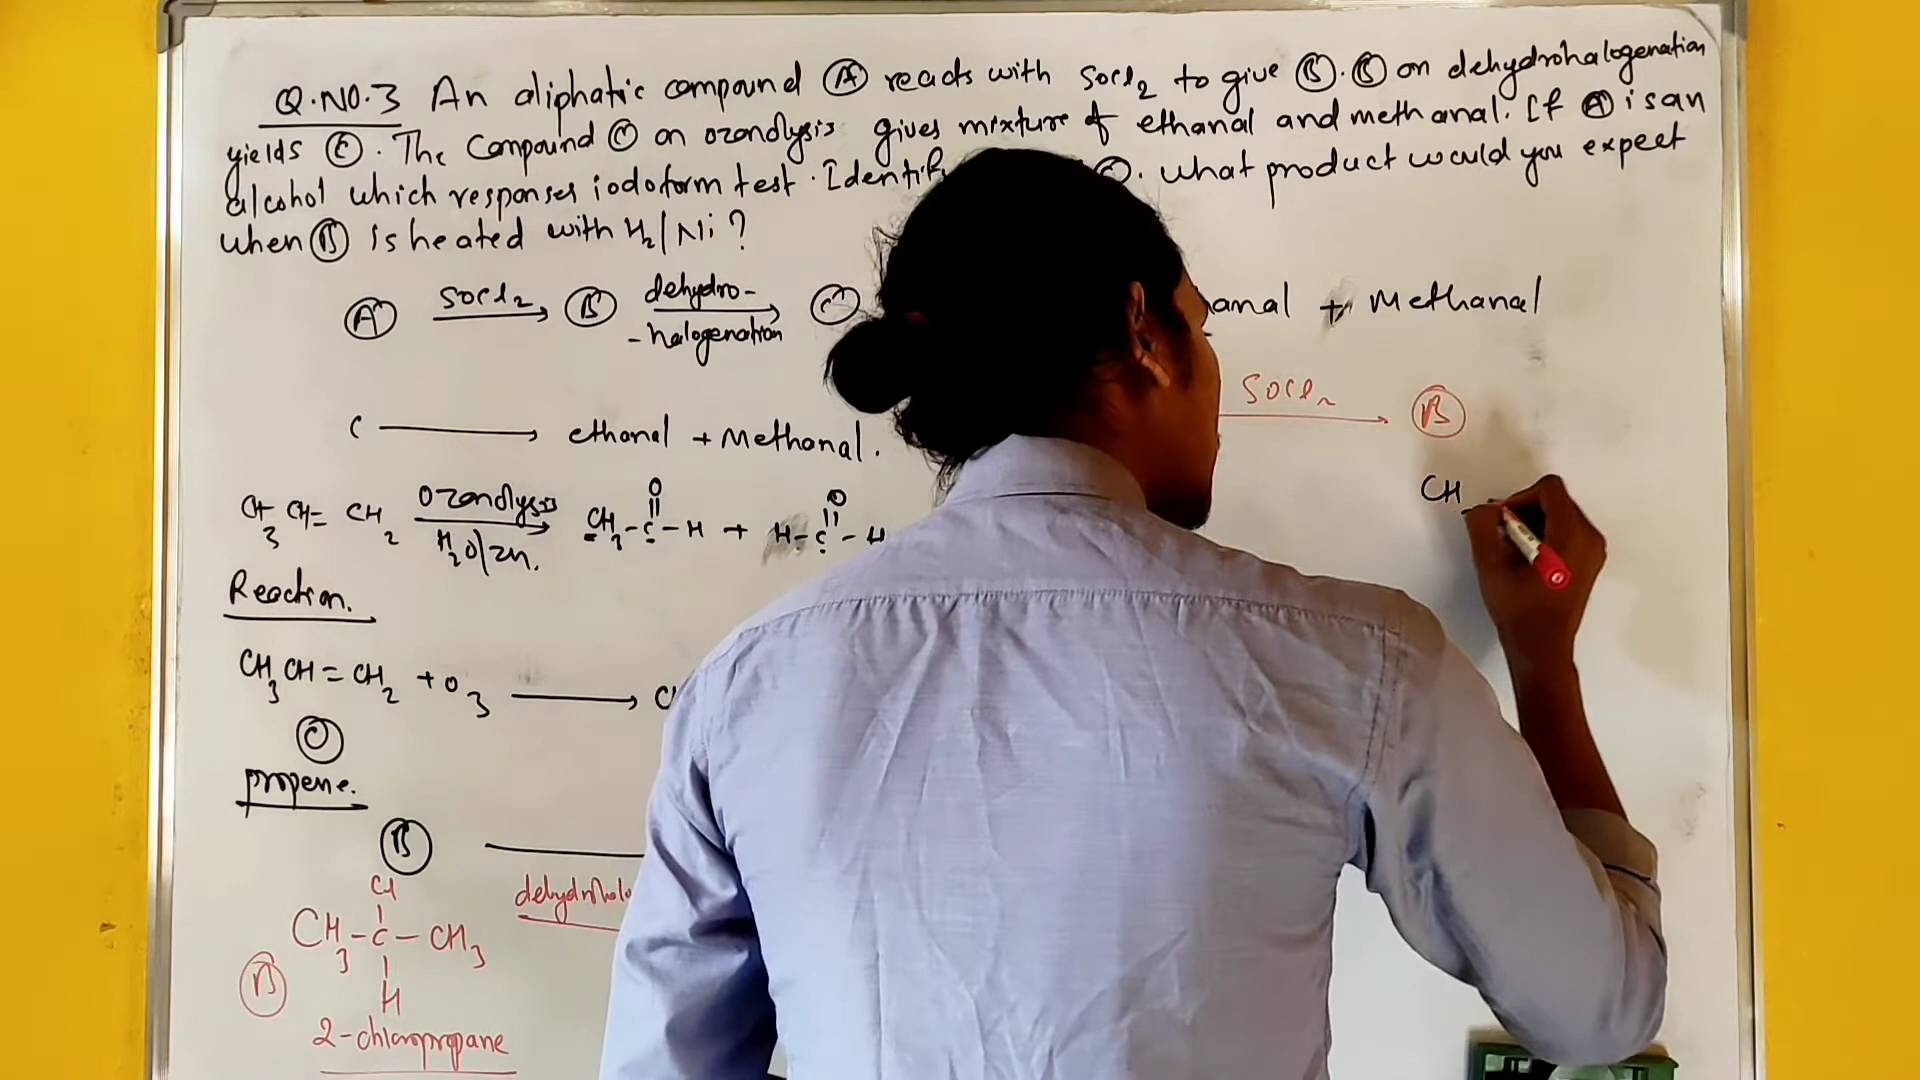 Q.NO.3 An aliphatic compound (A) reacts with SOCl2 to give (B). (B) on dehydrohalogenation
yields (C). The Compound (C) on ozonolysis gives mixture of ethanal and methanal. If (A) is an
alcohol which responses iodoform test. Identify (C). what product would you expect
when (B) is heated with H2/Ni?
(A) SOCl2 → (B) dehydro-
-halogenation → (C) anal + Methanal
SOCl2 → (B)
C → ethanal + Methanal.
CH
CH3 CH= CH2 Ozonolysis
H2O/Zn. → CH3-C-H + H-C-H
O O
Reaction.
CH3CH=CH2 + O3 → C
(C)
propene.
(B) →
dehydrohalo
Cl
CH3-C-CH3
(B) H
2-chloropropane